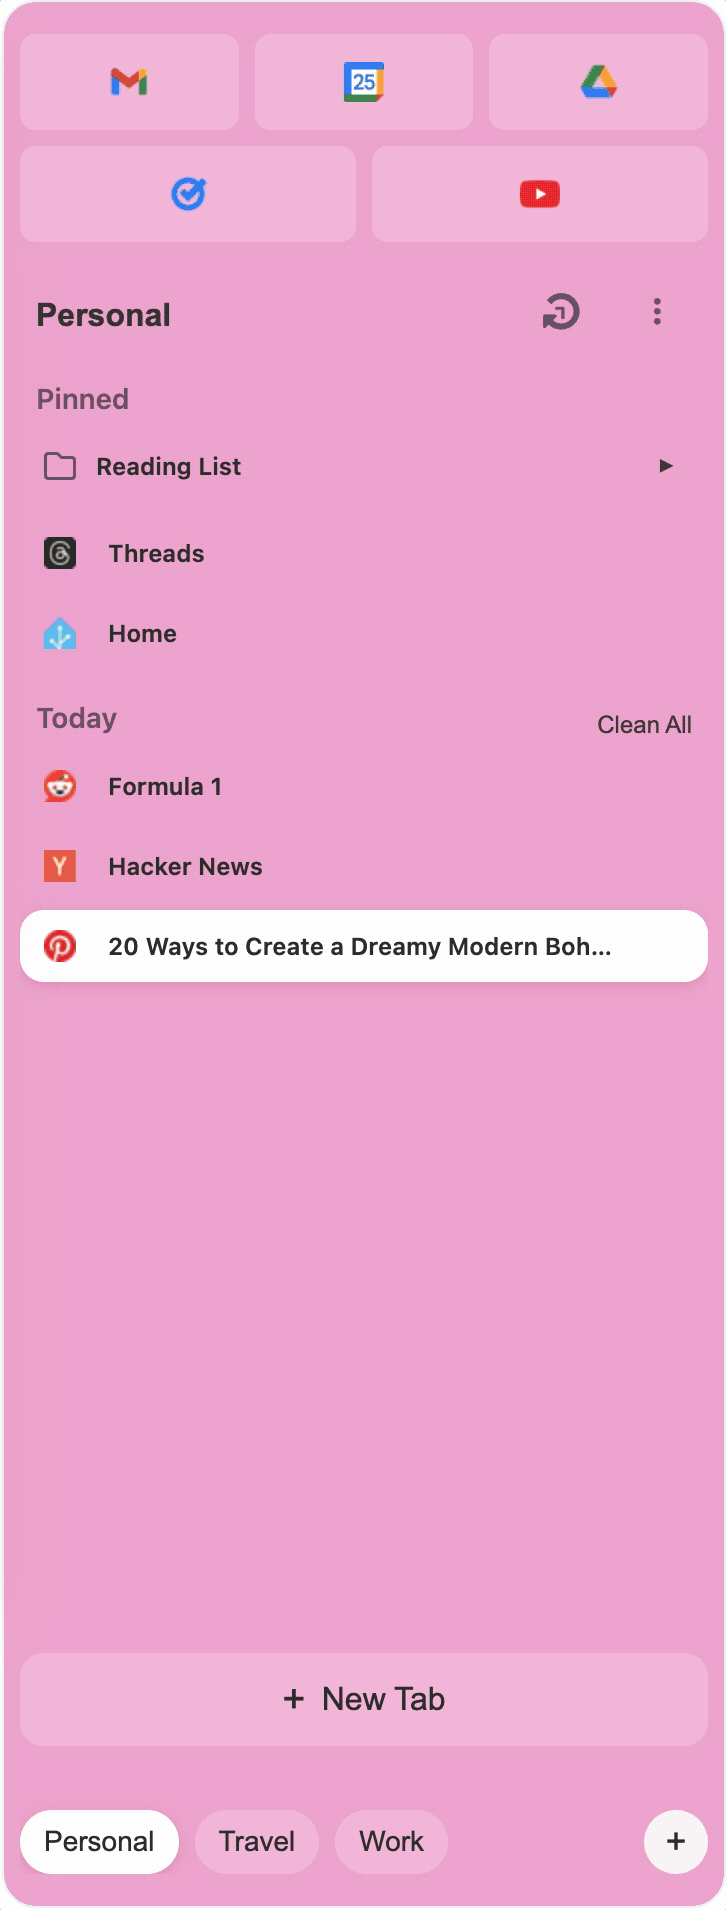 25
Personal
Pinned
Reading List
Threads
Home
Today
Clean All
Formula 1
Hacker News
20 Ways to Create a Dreamy Modern Boh...
+ New Tab
Personal
Travel
Work
+